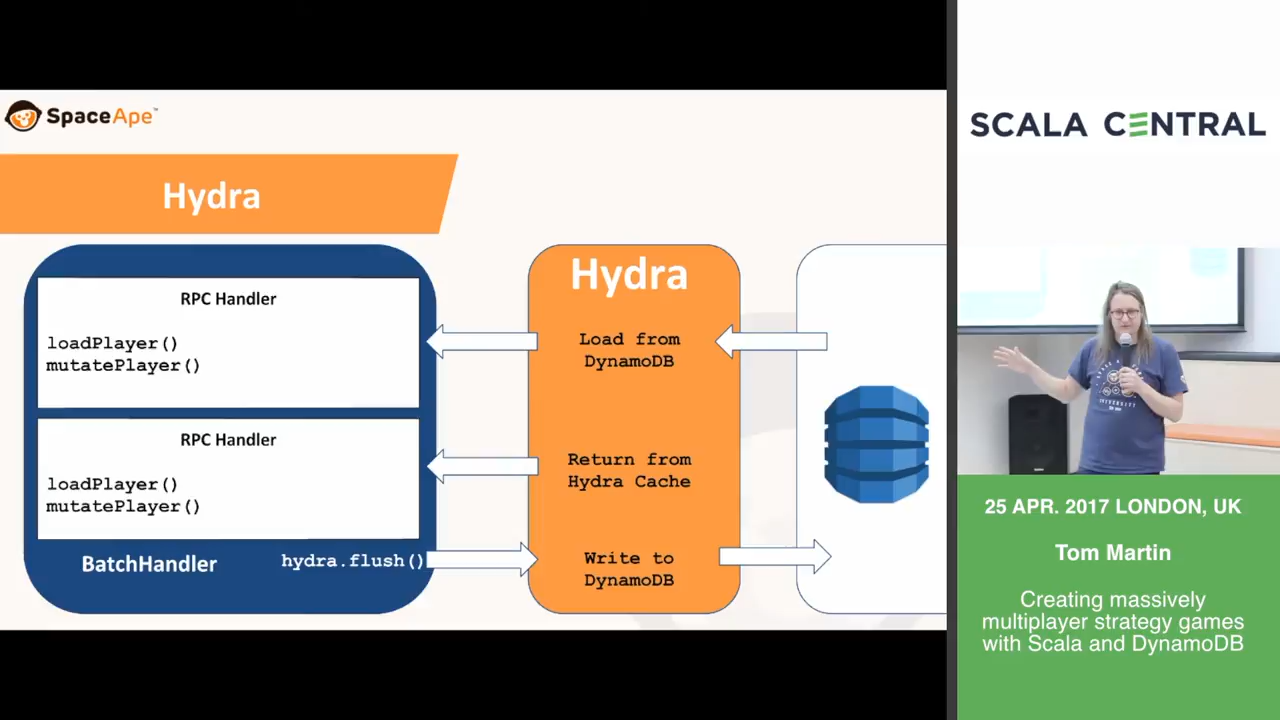 SpaceApe™
Hydra
RPC Handler
loadPlayer()
mutatePlayer()
RPC Handler
loadPlayer()
mutatePlayer()
BatchHandler
hydra.flush()
Hydra
Load from
DynamoDB
Return from
Hydra Cache
Write to
DynamoDB
SCALA CENTRAL
25 APR. 2017 LONDON, UK
Tom Martin
Creating massively
multiplayer strategy games
with Scala and DynamoDB